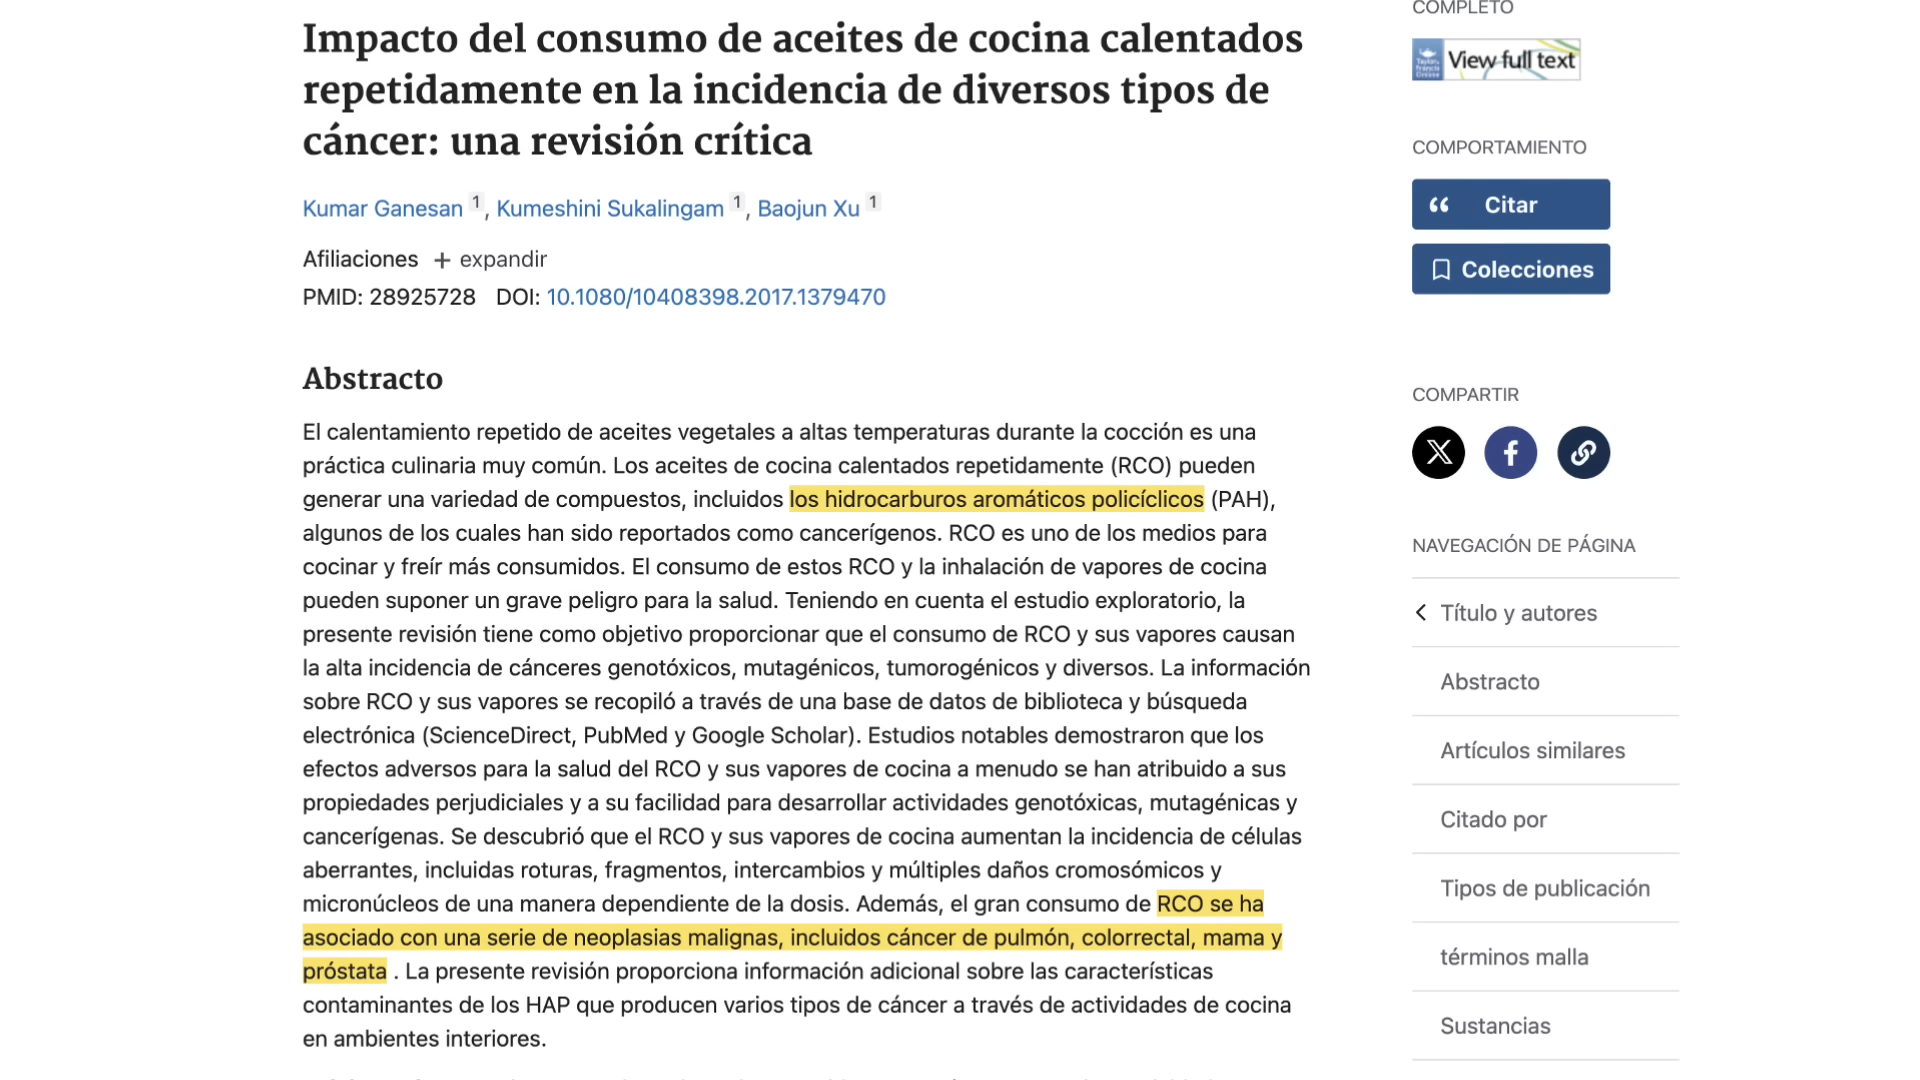 Impacto del consumo de aceites de cocina calentados
repetidamente en la incidencia de diversos tipos de
cáncer: una revisión crítica
Kumar Ganesan 1, Kumeshini Sukalingam 1, Baojun Xu 1
Afiliaciones + expandir
PMID: 28925728 DOI: 10.1080/10408398.2017.1379470
Abstracto
El calentamiento repetido de aceites vegetales a altas temperaturas durante la cocción es una
práctica culinaria muy común. Los aceites de cocina calentados repetidamente (RCO) pueden
generar una variedad de compuestos, incluidos los hidrocarburos aromáticos policíclicos (PAH),
algunos de los cuales han sido reportados como cancerígenos. RCO es uno de los medios para
cocinar y freír más consumidos. El consumo de estos RCO y la inhalación de vapores de cocina
pueden suponer un grave peligro para la salud. Teniendo en cuenta el estudio exploratorio, la
presente revisión tiene como objetivo proporcionar que el consumo de RCO y sus vapores causan
la alta incidencia de cánceres genotóxicos, mutagénicos, tumorogénicos y diversos. La información
sobre RCO y sus vapores se recopiló a través de una base de datos de biblioteca y búsqueda
electrónica (ScienceDirect, PubMed y Google Scholar). Estudios notables demostraron que los
efectos adversos para la salud del RCO y sus vapores de cocina a menudo se han atribuido a sus
propiedades perjudiciales y a su facilidad para desarrollar actividades genotóxicas, mutagénicas y
cancerígenas. Se descubrió que el RCO y sus vapores de cocina aumentan la incidencia de células
aberrantes, incluidas roturas, fragmentos, intercambios y múltiples daños cromosómicos y
micronúcleos de una manera dependiente de la dosis. Además, el gran consumo de RCO se ha
asociado con una serie de neoplasias malignas, incluidos cáncer de pulmón, colorrectal, mama y
próstata . La presente revisión proporciona información adicional sobre las características
contaminantes de los HAP que producen varios tipos de cáncer a través de actividades de cocina
en ambientes interiores.
COMPLETO
Taylor & Francis Online View full text
COMPORTAMIENTO
Citar
Colecciones
COMPARTIR
NAVEGACIÓN DE PÁGINA
Título y autores
Abstracto
Artículos similares
Citado por
Tipos de publicación
términos malla
Sustancias